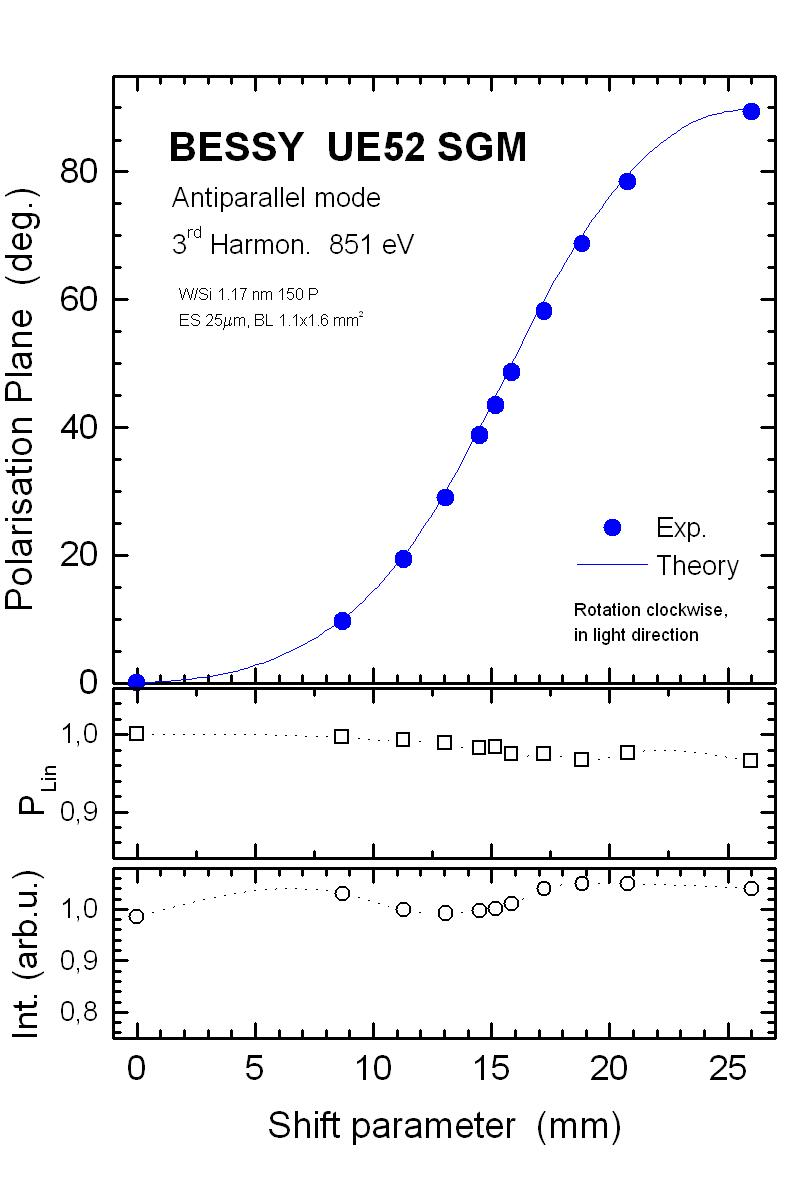 BESSY UE52 SGM
Antiparallel mode
3rd Harmon. 851 eV
W/Si 1.17 nm 150 P
ES 25μm, BL 1.1x1.6 mm²
Polarisation Plane (deg.)
80
60
40
20
0
Exp.
Theory
Rotation clockwise,
in light direction
PLin
1,0
0,9
Int. (arb.u.)
1,0
0,9
0,8
0 5 10 15 20 25
Shift parameter (mm)